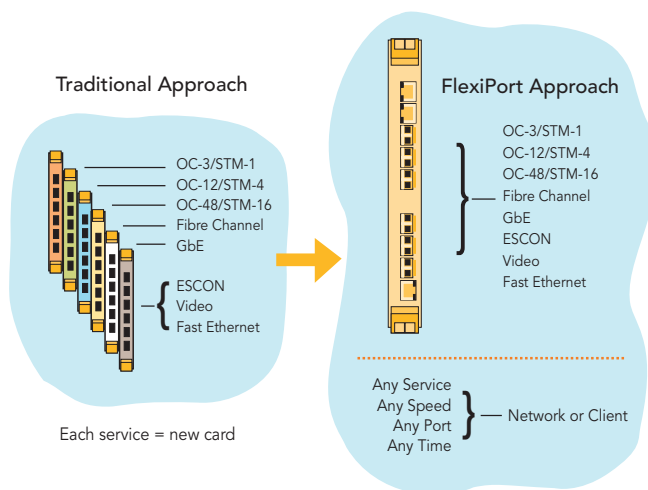 Traditional Approach
OC-3/STM-1
OC-12/STM-4
OC-48/STM-16
Fibre Channel
GbE
ESCON
Video
Fast Ethernet
Each service = new card
FlexiPort Approach
OC-3/STM-1
OC-12/STM-4
OC-48/STM-16
Fibre Channel
GbE
ESCON
Video
Fast Ethernet
Any Service
Any Speed
Any Port
Any Time
Network or Client